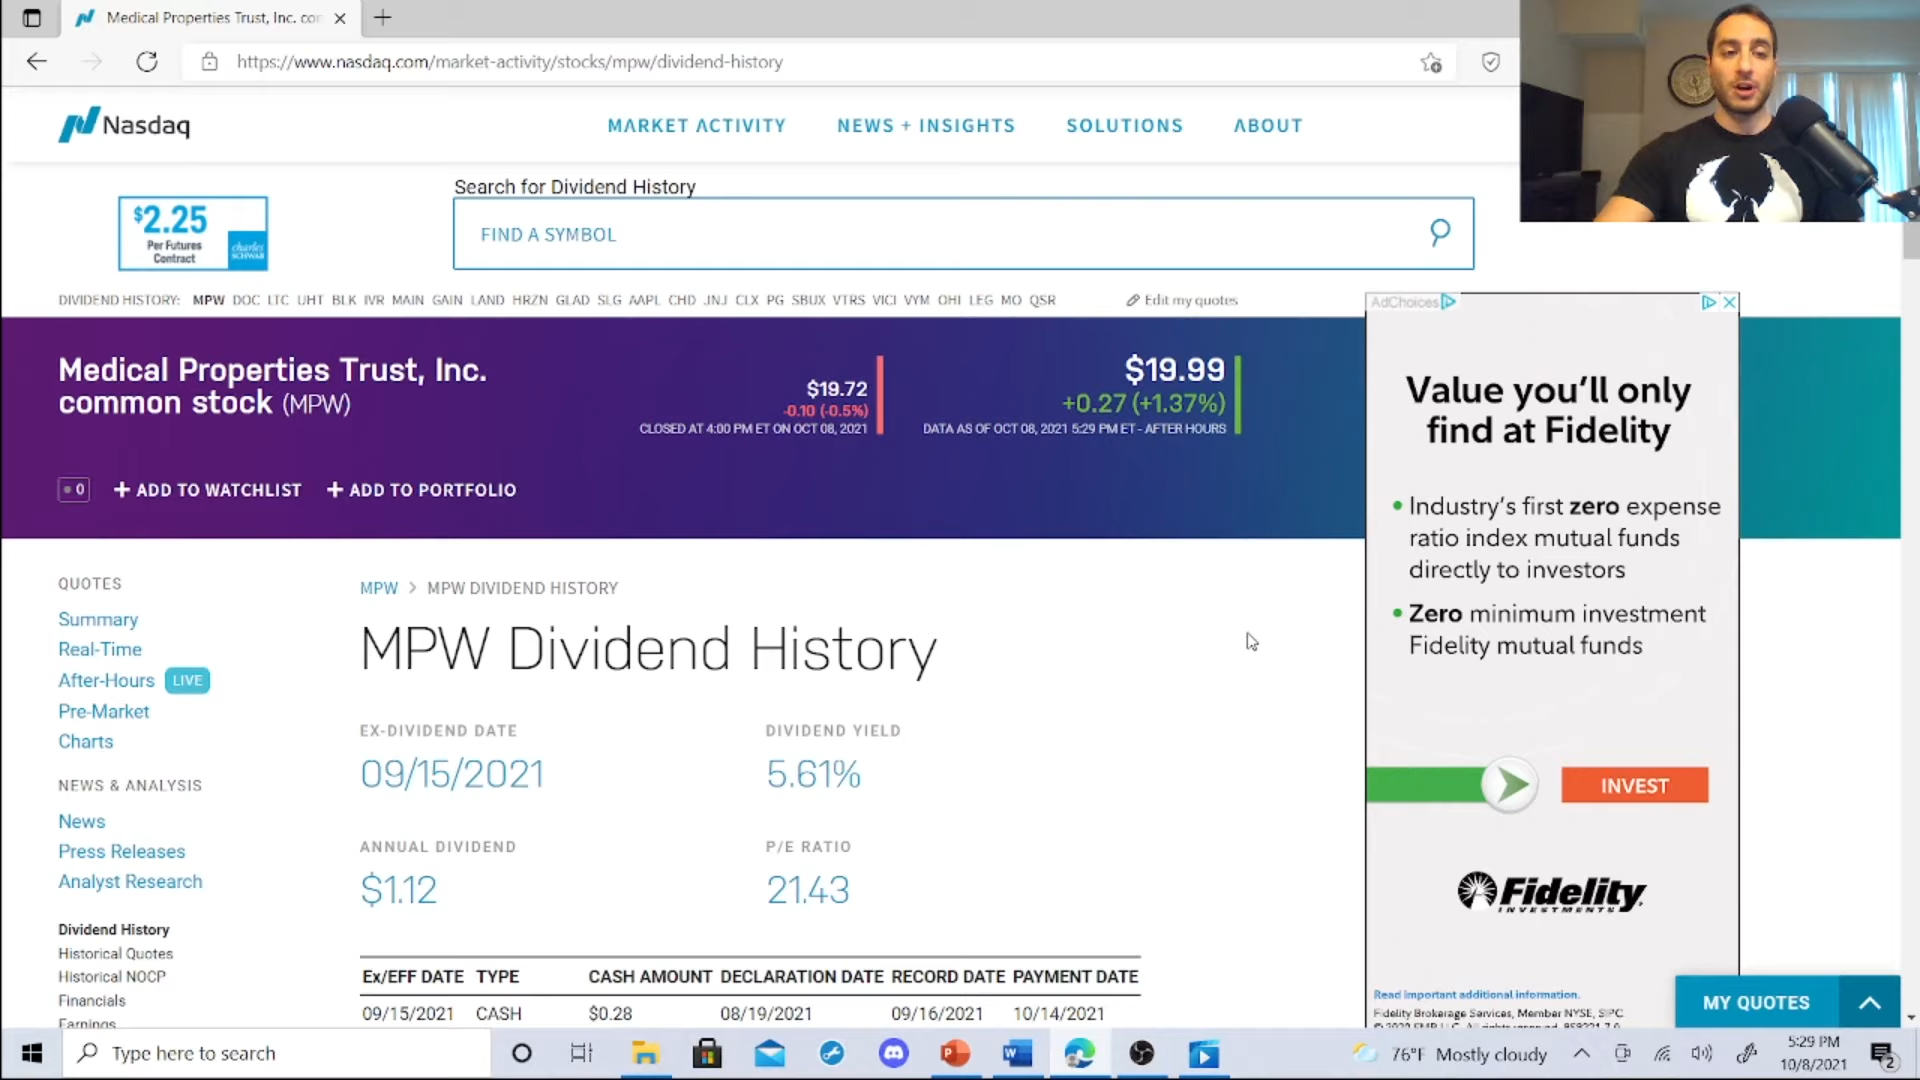 Medical Properties Trust, Inc. co
https://www.nasdaq.com/market-activity/stocks/mpw/dividend-history
Nasdaq
MARKET ACTIVITY NEWS + INSIGHTS SOLUTIONS ABOUT
$2.25
Per Futures
Contract
charles
SCHWAB
Search for Dividend History
FIND A SYMBOL
DIVIDEND HISTORY: MPW DOC LTC UHT BLK IVR MAIN GAIN LAND HRZN GLAD SLG AAPL CHD JNJ CLX PG SBUX VTRS VICI VYM OHI LEG MO QSR Edit my quotes
Medical Properties Trust, Inc.
common stock (MPW)
$19.72
-0.10 (-0.5%)
CLOSED AT 4:00 PM ET ON OCT 08, 2021
$19.99
+0.27 (+1.37%)
DATA AS OF OCT 08, 2021 5:29 PM ET - AFTER HOURS
0 + ADD TO WATCHLIST + ADD TO PORTFOLIO
AdChoices
Value you'll only
find at Fidelity
• Industry's first zero expense
ratio index mutual funds
directly to investors
• Zero minimum investment
Fidelity mutual funds
INVEST
Fidelity
INVESTMENTS
Read important additional information.
Fidelity Brokerage Services, Member NYSE, SIPC
QUOTES
Summary
Real-Time
After-Hours LIVE
Pre-Market
Charts
NEWS & ANALYSIS
News
Press Releases
Analyst Research
Dividend History
Historical Quotes
Historical NOCP
Financials
Earnings
MPW > MPW DIVIDEND HISTORY
MPW Dividend History
EX-DIVIDEND DATE
09/15/2021
DIVIDEND YIELD
5.61%
ANNUAL DIVIDEND
$1.12
P/E RATIO
21.43
Ex/EFF DATE TYPE CASH AMOUNT DECLARATION DATE RECORD DATE PAYMENT DATE
09/15/2021 CASH $0.28 08/19/2021 09/16/2021 10/14/2021
MY QUOTES
Type here to search
76°F Mostly cloudy
5:29 PM
10/8/2021
2